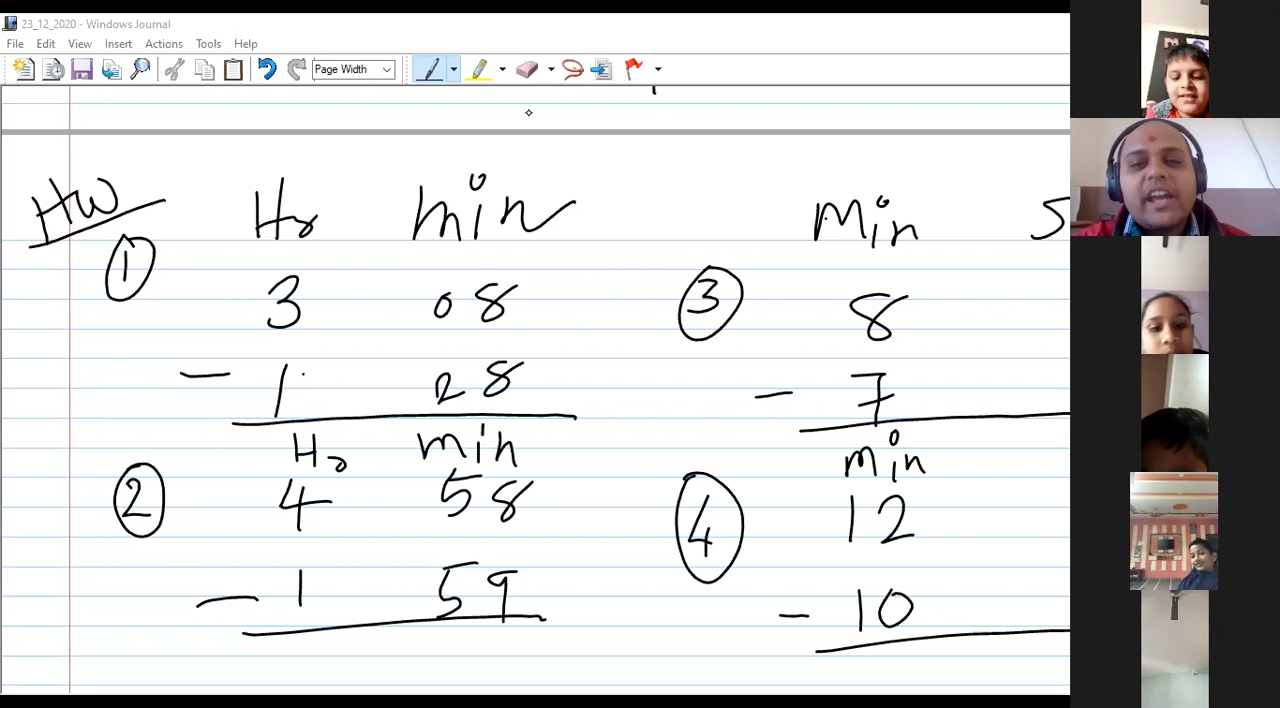 23_12_2020 - Windows Journal
File Edit View Insert Actions Tools Help
Page Width
HW Hr min
① 3 08
- 1 28
Hr min
② 4 58
- 1 59
Min S
③ 8
- 7
min
④ 12
- 10